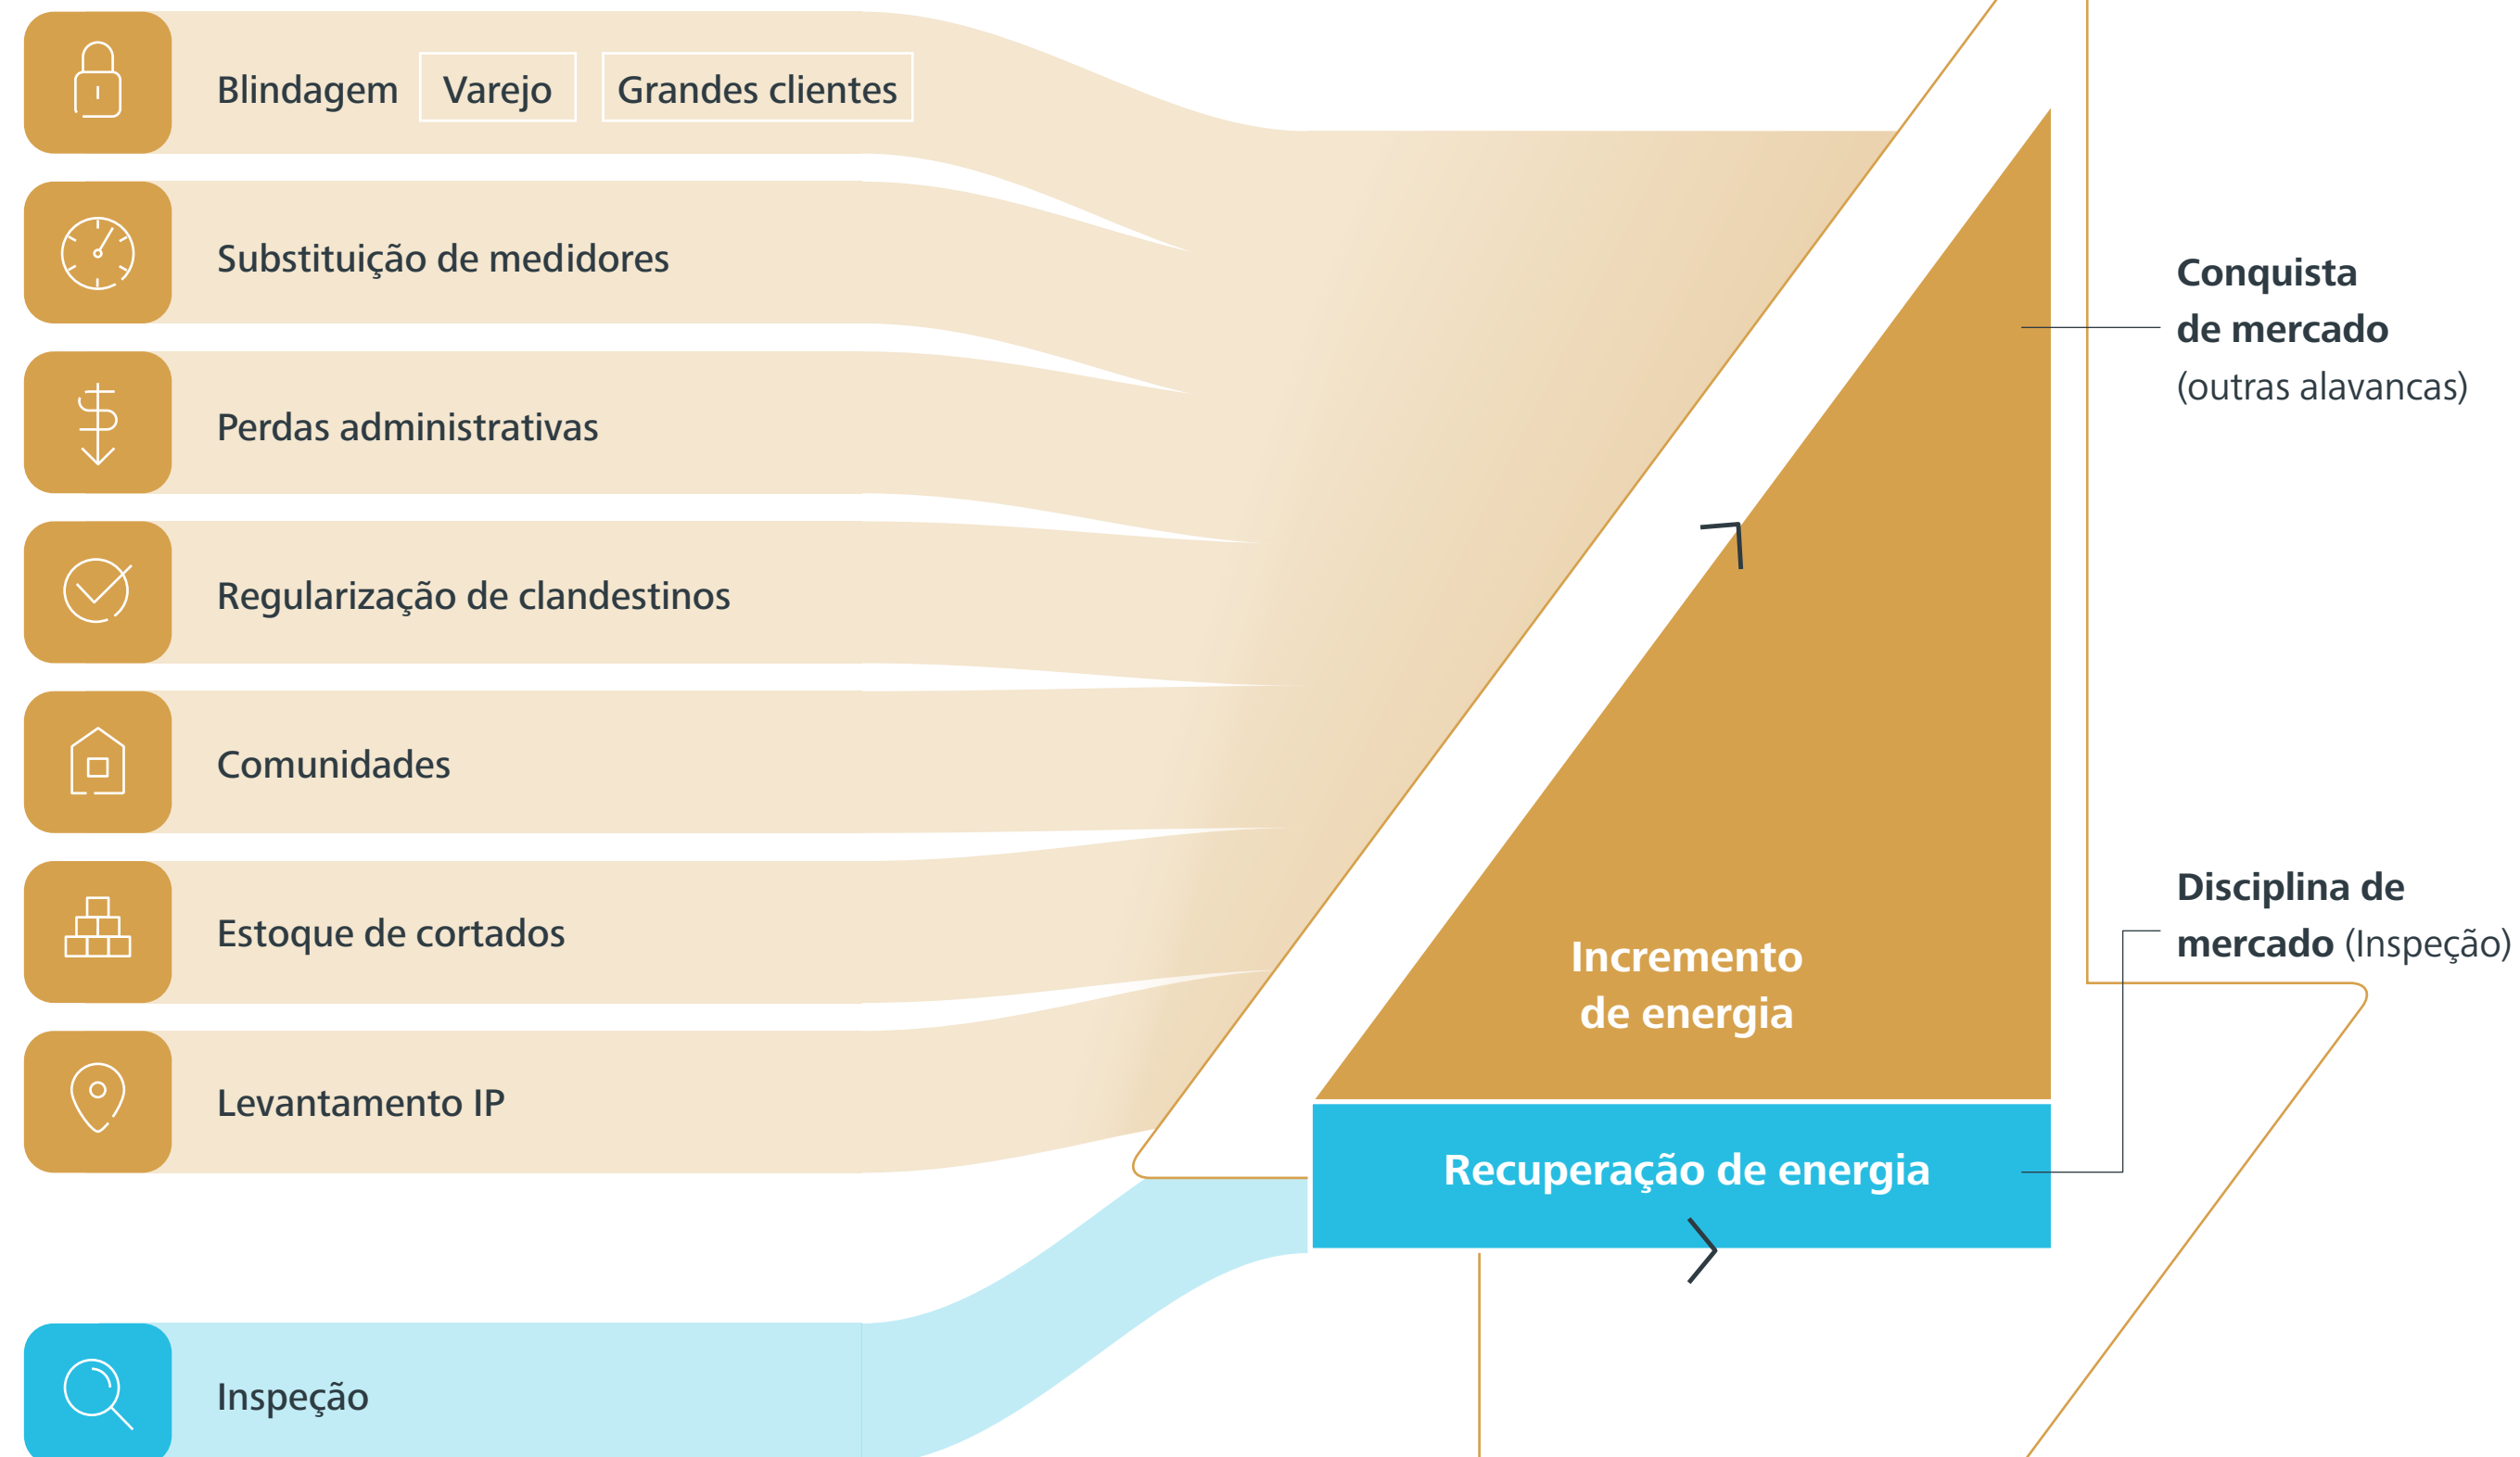 Blindagem Varejo Grandes clientes
Substituição de medidores
Perdas administrativas
Regularização de clandestinos
Comunidades
Estoque de cortados
Levantamento IP
Inspeção
Incremento
de energia
Recuperação de energia
Conquista
de mercado
(outras alavancas)
Disciplina de
mercado (Inspeção)